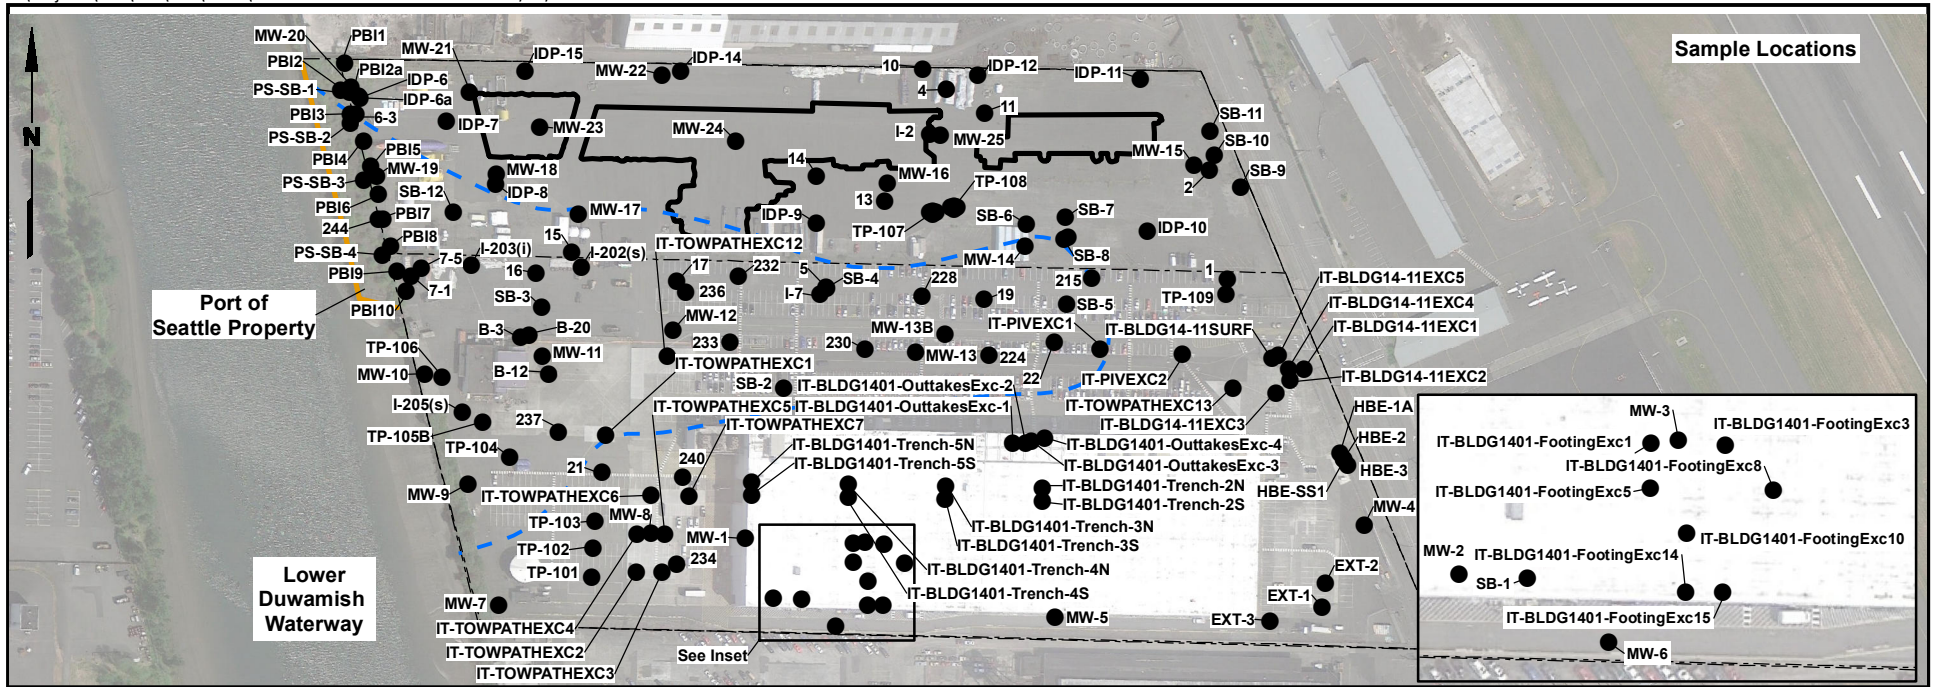 Sample Locations
N
MW-20
PBI1
MW-21
IDP-15
MW-22
IDP-14
10
IDP-12
IDP-11
PBI2
PBI2a
IDP-6
PS-SB-1
IDP-6a
4
PBI3
6-3
IDP-7
MW-23
MW-24
11
I-2
MW-25
SB-11
PS-SB-2
SB-10
PBI4
PBI5
MW-15
MW-19
MW-18
14
MW-16
SB-9
PS-SB-3
2
TP-108
SB-12
IDP-8
13
PBI6
PBI7
MW-17
IDP-9
SB-6
SB-7
244
TP-107
IDP-10
PBI8
15
IT-TOWPATHEXC12
PS-SB-4
I-203(i)
I-202(s)
MW-14
SB-8
7-5
PBI9
16
17
232
5
SB-4
228
215
1
IT-BLDG14-11EXC5
7-1
236
I-7
19
TP-109
IT-BLDG14-11EXC4
Port of
Seattle Property
PBI10
SB-3
SB-5
IT-BLDG14-11EXC1
MW-12
IT-PIVEXC1
IT-BLDG14-11SURF
B-3
B-20
MW-13B
TP-106
233
230
MW-11
MW-13
224
MW-10
B-12
IT-TOWPATHEXC1
22
IT-PIVEXC2
IT-BLDG14-11EXC2
SB-2
IT-BLDG1401-OuttakesExc-2
I-205(s)
IT-TOWPATHEXC5
IT-BLDG1401-OuttakesExc-1
IT-TOWPATHEXC13
HBE-1A
TP-105B
237
IT-TOWPATHEXC7
IT-BLDG14-11EXC3
HBE-2
TP-104
IT-BLDG1401-Trench-5N
IT-BLDG1401-OuttakesExc-4
21
240
IT-BLDG1401-Trench-5S
IT-BLDG1401-OuttakesExc-3
HBE-3
MW-9
IT-TOWPATHEXC6
IT-BLDG1401-Trench-2N
HBE-SS1
IT-BLDG1401-Trench-2S
MW-4
TP-103
MW-8
IT-BLDG1401-Trench-3N
MW-1
IT-BLDG1401-Trench-3S
TP-102
234
IT-BLDG1401-Trench-4N
EXT-2
TP-101
IT-BLDG1401-Trench-4S
EXT-1
Lower
Duwamish
Waterway
MW-7
MW-5
EXT-3
IT-TOWPATHEXC4
IT-TOWPATHEXC2
See Inset
IT-TOWPATHEXC3
MW-3
IT-BLDG1401-FootingExc3
IT-BLDG1401-FootingExc1
IT-BLDG1401-FootingExc8
IT-BLDG1401-FootingExc5
IT-BLDG1401-FootingExc10
MW-2
IT-BLDG1401-FootingExc14
SB-1
IT-BLDG1401-FootingExc15
MW-6